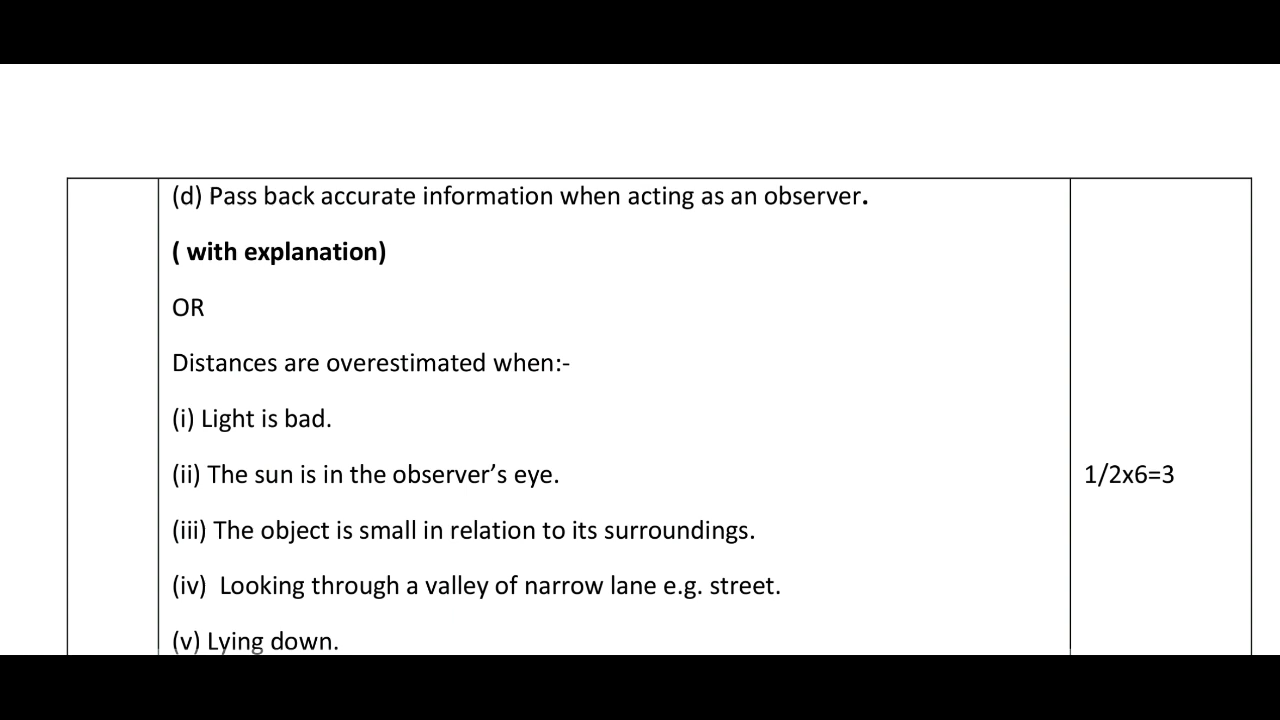 (d) Pass back accurate information when acting as an observer.
( with explanation)
OR
Distances are overestimated when:-
(i) Light is bad.
(ii) The sun is in the observer’s eye.
1/2x6=3
(iii) The object is small in relation to its surroundings.
(iv)  Looking through a valley of narrow lane e.g. street.
(v) Lying down.